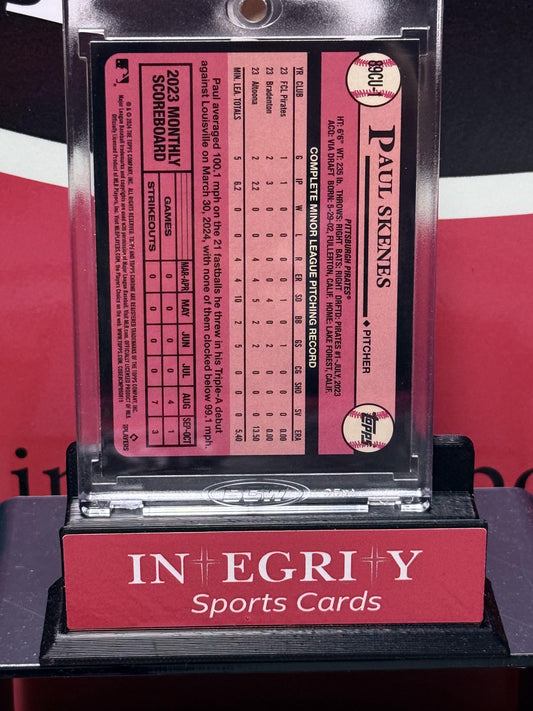 89CU-1
PAUL SKENES
PITCHER
Topps
PITTSBURGH PIRATES®
HT: 6'6" WT: 235 lb. THROWS: RIGHT BATS: RIGHT DRFTD: PIRATES #1-JULY, 2023
ACQ: VIA DRAFT BORN: 5-29-02, FULLERTON, CALIF. HOME: LAKE FOREST, CALIF.
COMPLETE MINOR LEAGUE PITCHING RECORD
YR CLUB G IP W L R ER SO BB GS CG SHO SV ERA
23 FCL Pirates 1 1 0 0 0 0 1 0 1 0 0 0 0.00
23 Bradenton 2 3 0 0 0 0 4 0 2 0 0 0 0.00
23 Altoona 2 2.2 0 0 4 4 5 2 2 0 0 0 13.50
MIN. LEA. TOTALS 5 6.2 0 0 4 4 10 2 5 0 0 0 5.40
Paul averaged 100.1 mph on the 21 fastballs he threw in his Triple-A debut
against Louisville on March 30, 2024, with none of them clocked below 99.1 mph.
2023 MONTHLY
SCOREBOARD
MAR-APR MAY JUN JUL AUG SEP-OCT
GAMES 0 0 0 0 4 1
STRIKEOUTS 0 0 0 0 7 3
INTEGRITY
Sports Cards